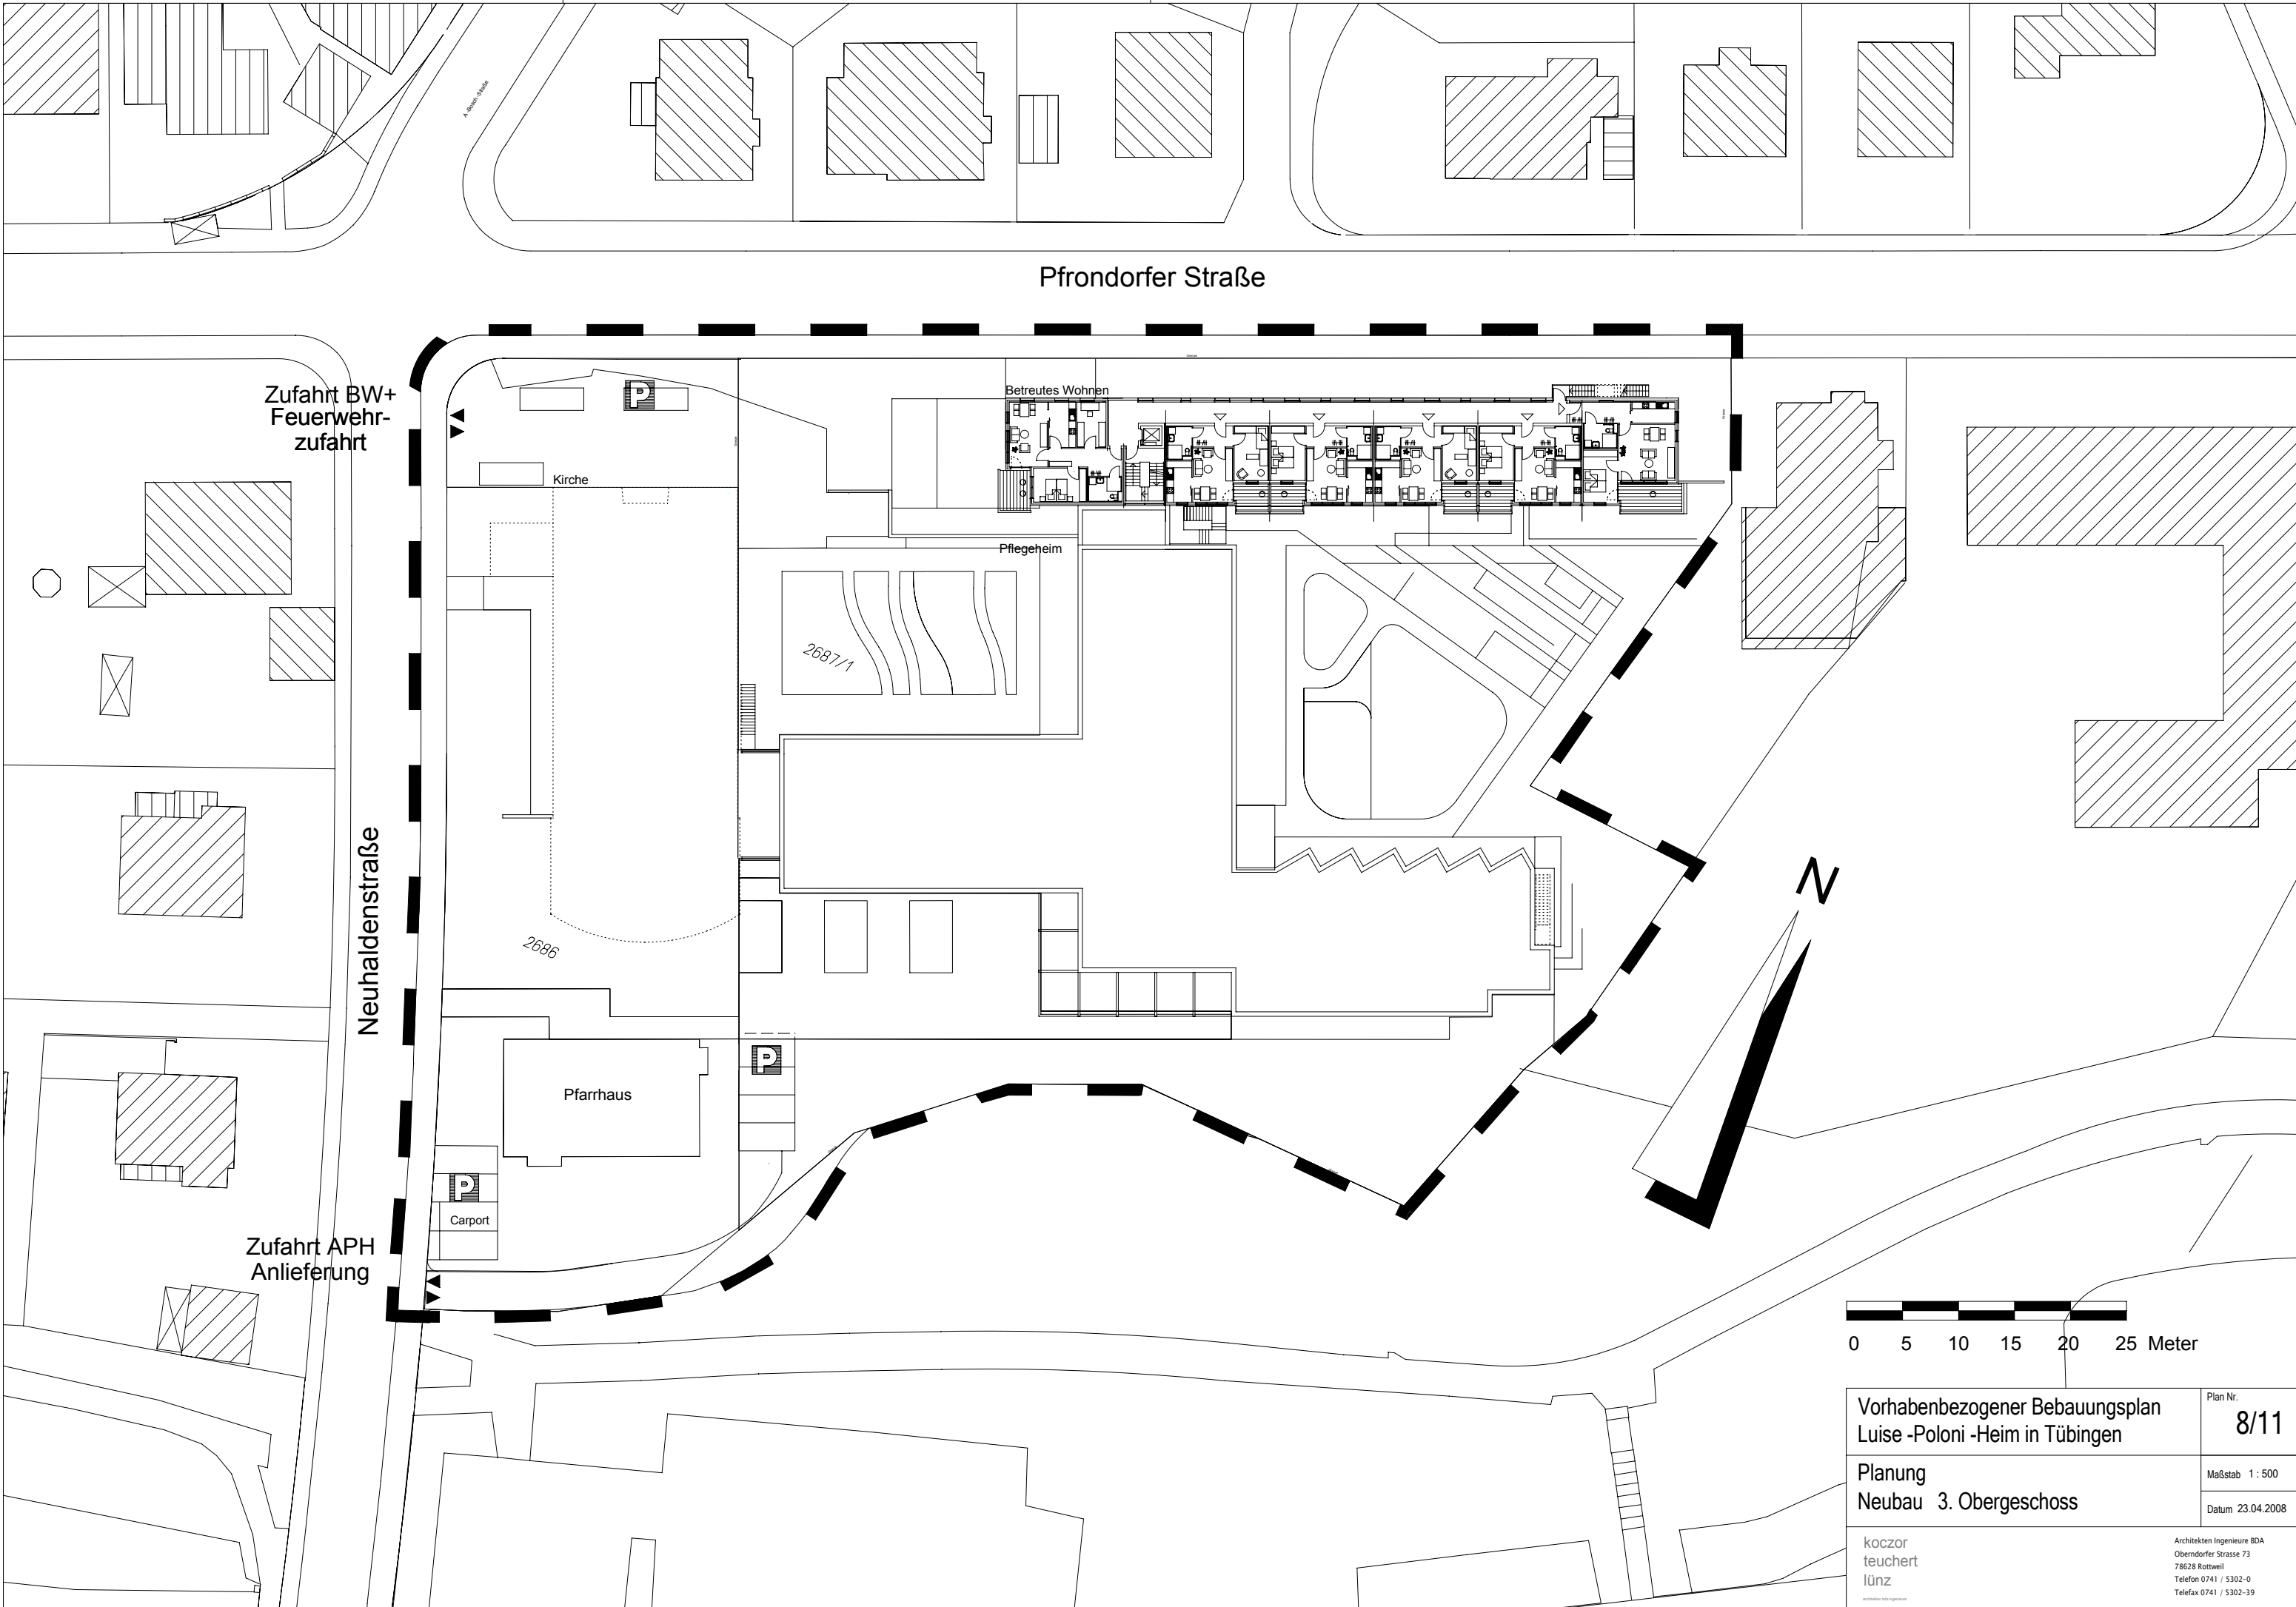 A.-Bosch-Straße
Pfrondorfer Straße
Zufahrt BW+
Feuerwehr-
zufahrt
P
Betreutes Wohnen
Kirche
Pflegeheim
2687/1
Neuhaldenstraße
2686
N
P
Pfarrhaus
P
Carport
Zufahrt APH
Anlieferung
0 5 10 15 20 25 Meter
Vorhabenbezogener Bebauungsplan
Luise -Poloni -Heim in Tübingen
Plan Nr.
8/11
Planung
Neubau 3. Obergeschoss
Maßstab 1 : 500
Datum 23.04.2008
koczor
teuchert
lünz
Architekten Ingenieure BDA
Oberndorfer Strasse 73
78628 Rottweil
Telefon 0741 / 5302-0
Telefax 0741 / 5302-39